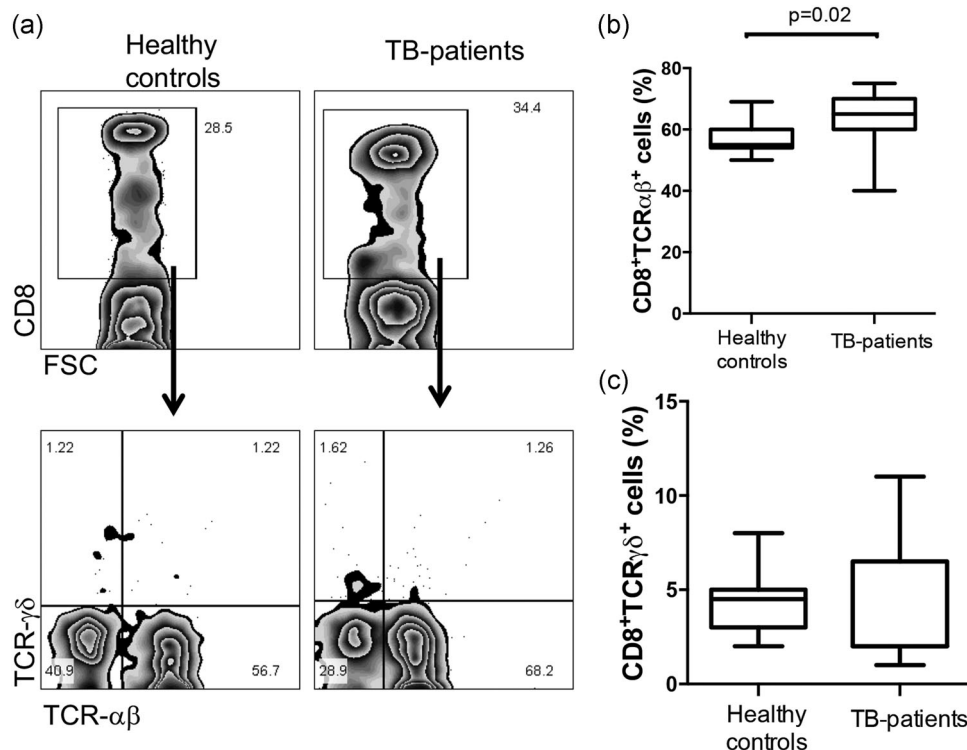 (a)
Healthy
controls
TB-patients
28.5
34.4
CD8
FSC
1.22
1.22
1.62
1.26
TCR-γδ
40.9
56.7
28.9
68.2
TCR-αβ
(b)
p=0.02
CD8+TCRαβ+ cells (%)
80
60
40
20
0
Healthy
controls
TB-patients
(c)
CD8+TCRγδ+ cells (%)
15
10
5
0
Healthy
controls
TB-patients